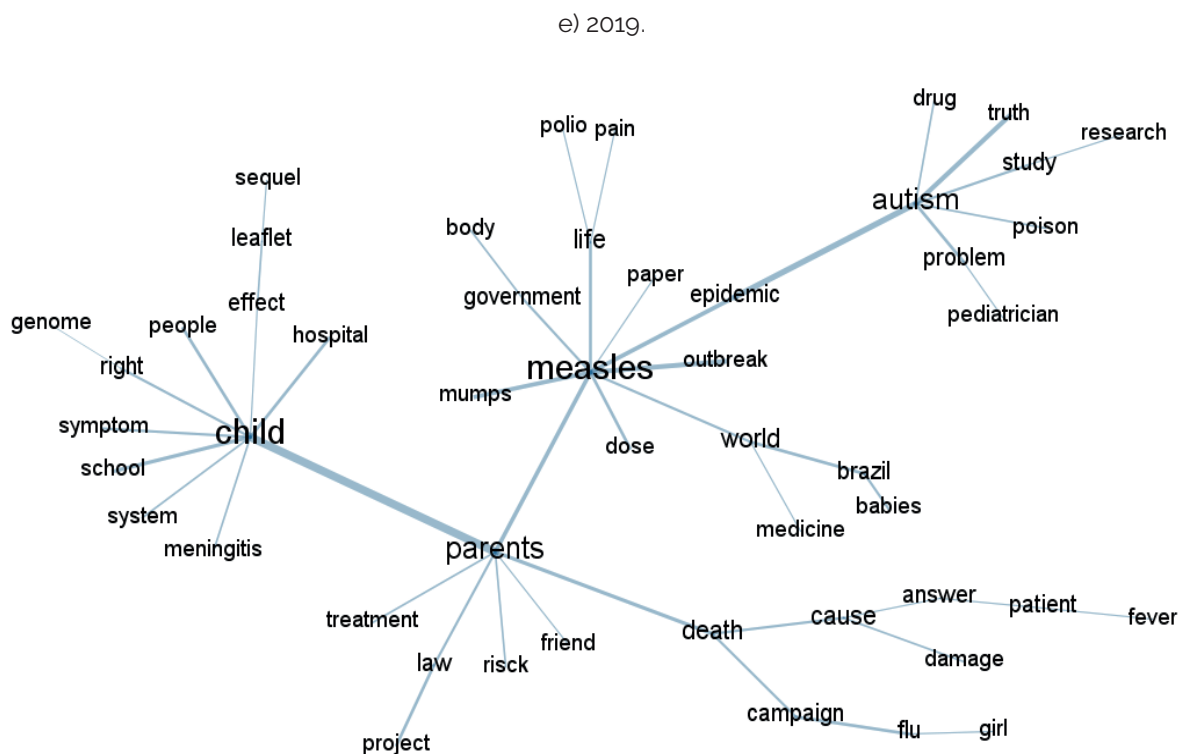 e) 2019.
drug
truth
polio
pain
research
study
sequel
autism
body
leaflet
life
poison
problem
paper
government
epidemic
effect
pediatrician
genome
people
hospital
outbreak
right
measles
mumps
symptom
child
world
dose
school
brazil
babies
system
medicine
meningitis
parents
answer
patient
cause
fever
treatment
death
friend
law
risck
damage
campaign
flu
girl
project